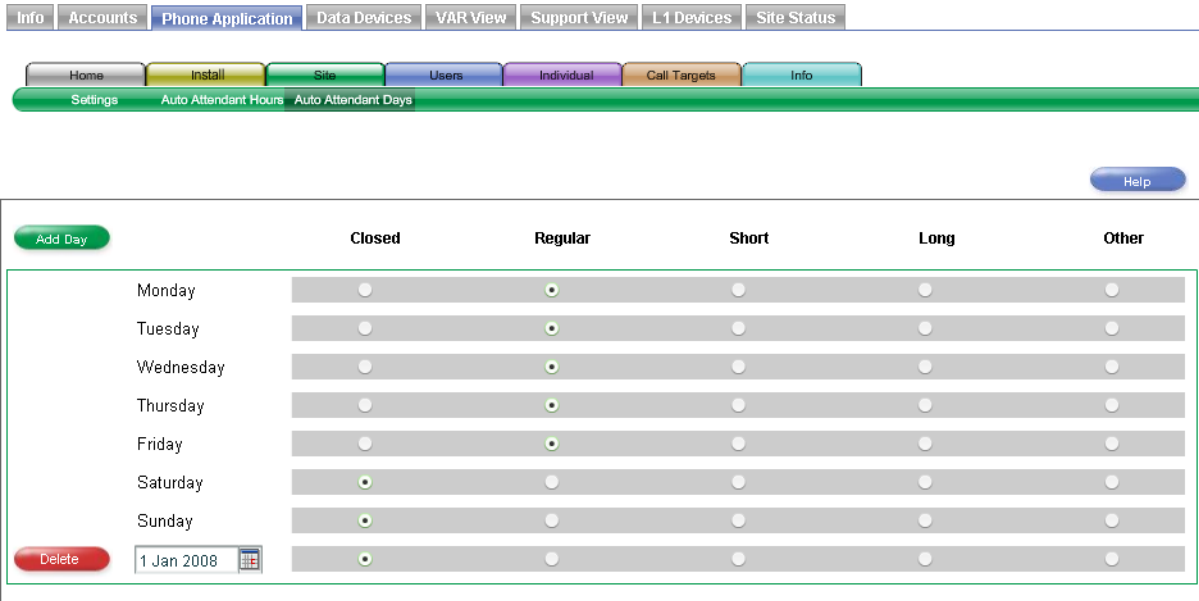 Info Accounts Phone Application Data Devices VAR View Support View L1 Devices Site Status
Home Install Site Users Individual Call Targets Info
Settings Auto Attendant Hours Auto Attendant Days
Help
Add Day Closed Regular Short Long Other
Monday
Tuesday
Wednesday
Thursday
Friday
Saturday
Sunday
Delete 1 Jan 2008